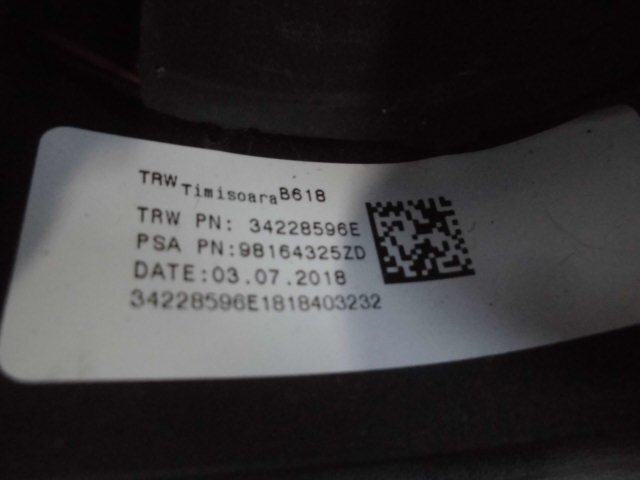 TRW Timisoara B618
TRW PN: 34228596E
PSA PN:98164325ZD
DATE:03.07.2018
34228596E1818403232